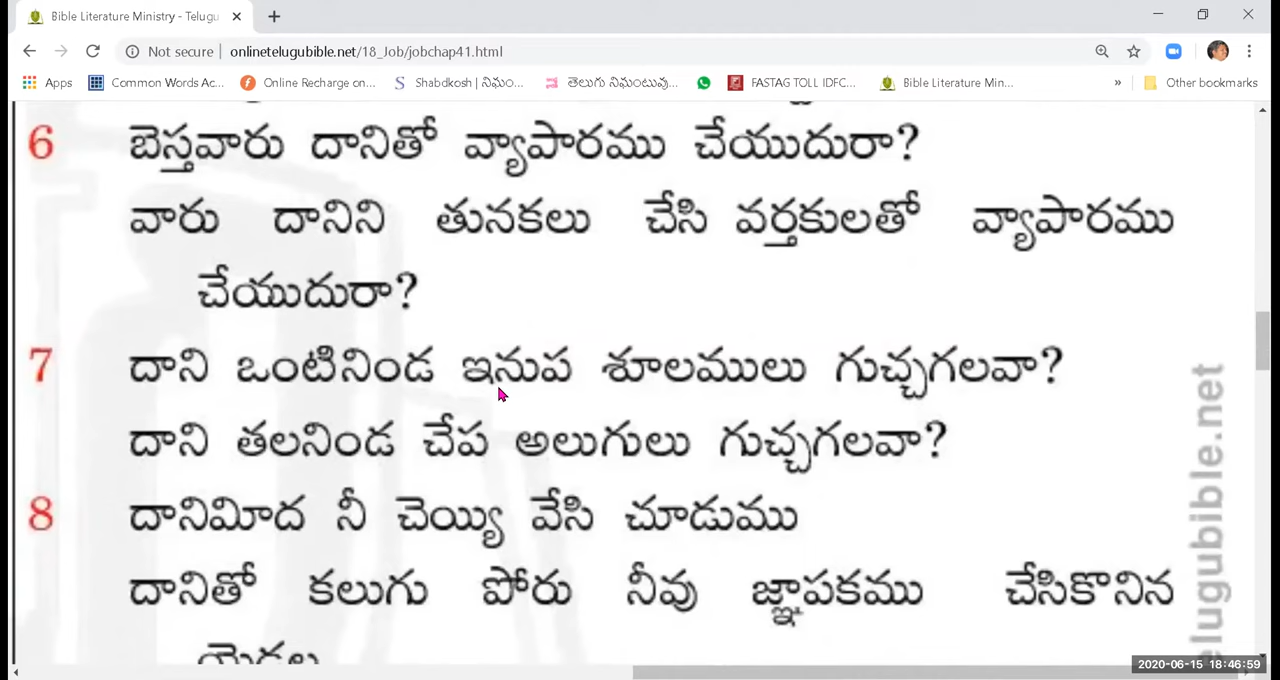 Bible Literature Ministry - Telugu
Not secure
onlinetelugubible.net/18_Job/jobchap41.html
Apps
Common Words Ac...
Online Recharge on...
Shabdkosh | నిఘం...
తెలుగు నిఘంటువు...
FASTAG TOLL IDFC...
Bible Literature Min...
»
Other bookmarks
6 బెస్తవారు దానితో వ్యాపారము చేయుదురా?
వారు దానిని తునకలు చేసి వర్తకులతో వ్యాపారము
చేయుదురా?
7 దాని ఒంటినిండ ఇనుప శూలములు గుచ్చగలవా?
దాని తలనిండ చేప అలుగులు గుచ్చగలవా?
8 దానిమీద నీ చెయ్యి వేసి చూడుము
దానితో కలుగు పోరు నీవు జ్ఞాపకము చేసికొనిన
elugubible.net
2020-06-15 18:46:59